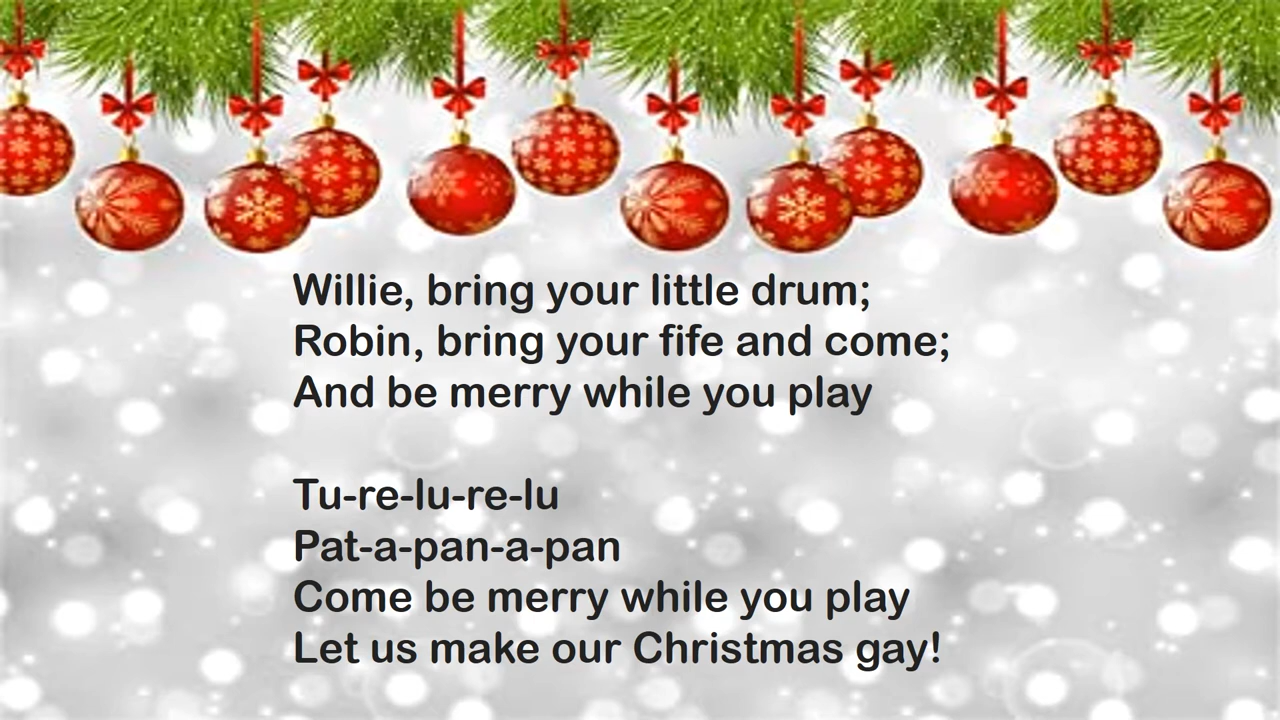 Willie, bring your little drum;
Robin, bring your fife and come;
And be merry while you play
Tu-re-lu-re-lu
Pat-a-pan-a-pan
Come be merry while you play
Let us make our Christmas gay!